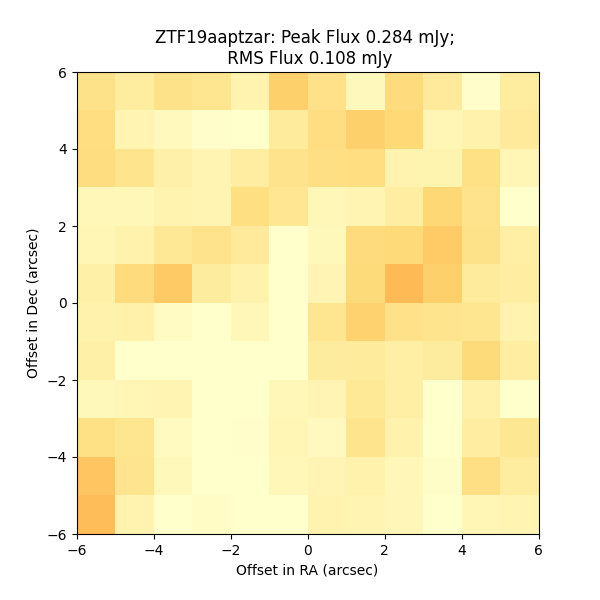 ZTF19aaptzar: Peak Flux 0.284 mJy;
RMS Flux 0.108 mJy
6
4
2
0
−2
−4
−6
Offset in Dec (arcsec)
−6 −4 −2 0 2 4 6
Offset in RA (arcsec)